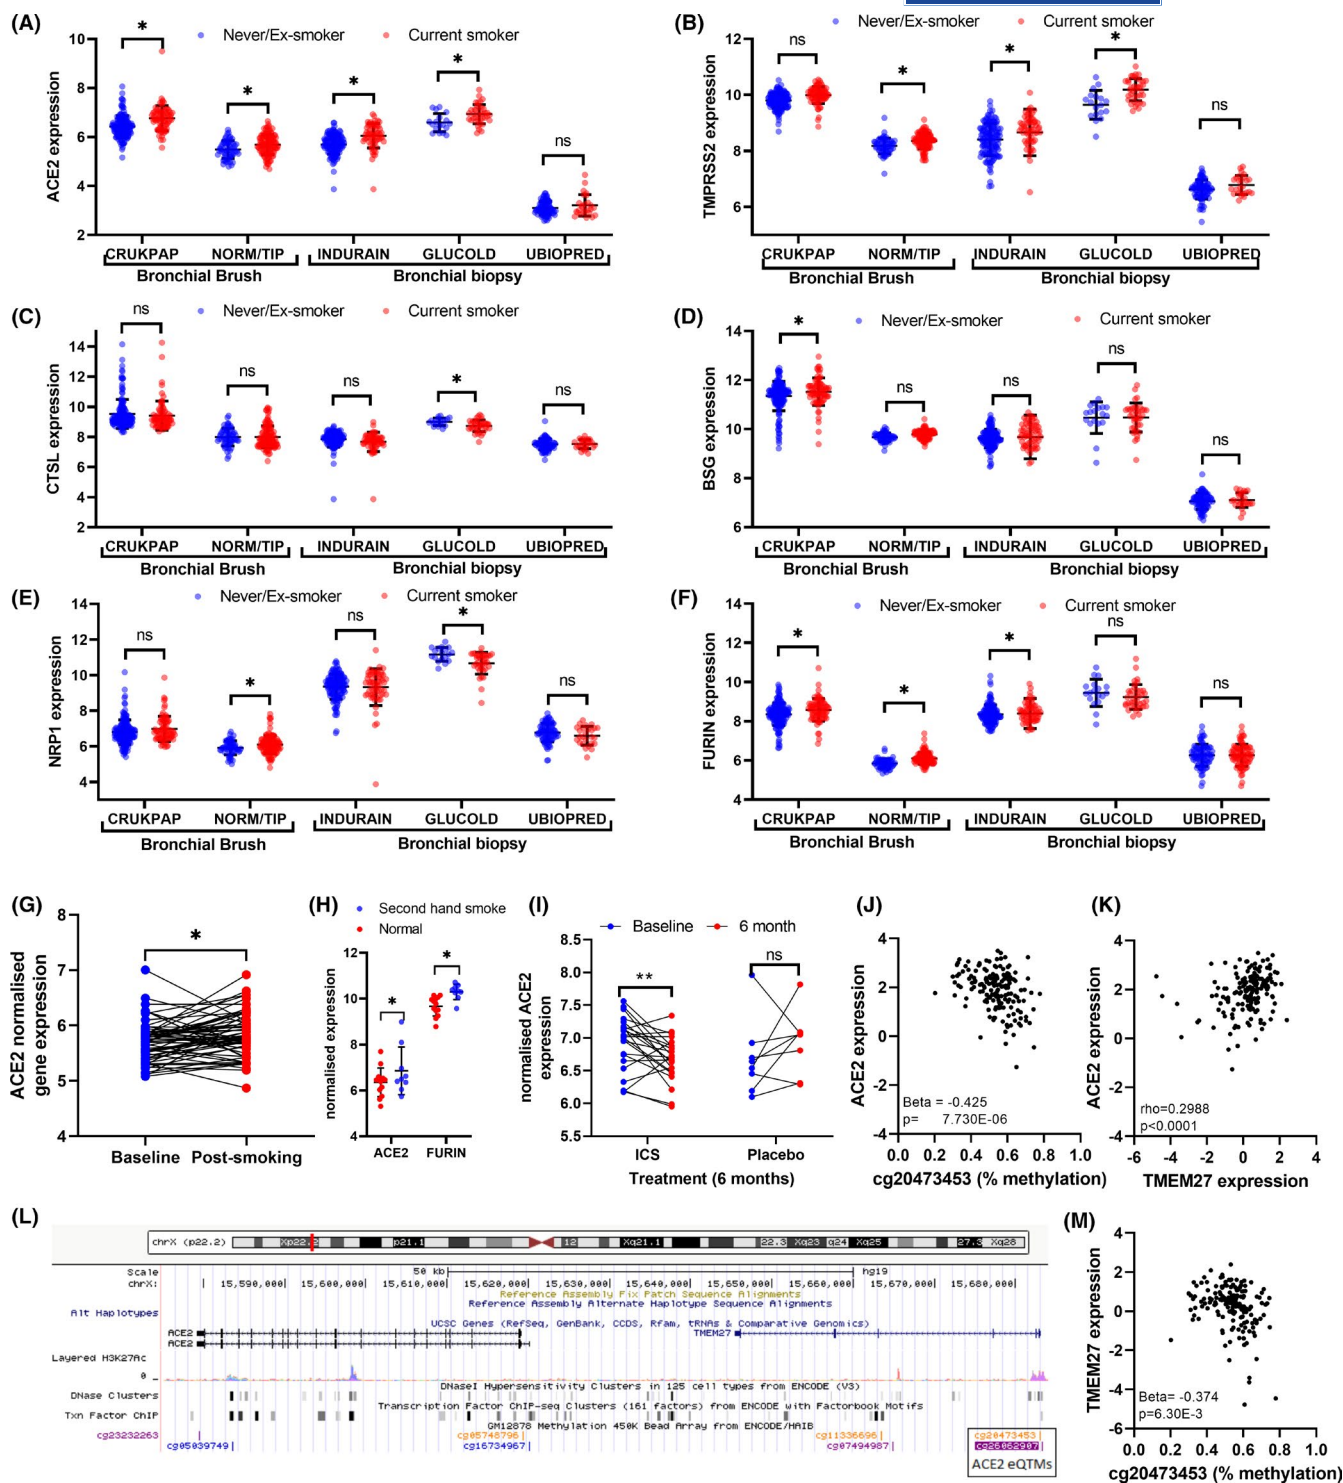 (A)
Never/Ex-smoker Current smoker
ACE2 expression
10
8
6
4
2
* * * * ns
CRUKPAP NORM/TIP INDURAIN GLUCOLD UBIOPRED
Bronchial Brush Bronchial biopsy
(B)
Never/Ex-smoker Current smoker
TMPRSS2 expression
12
10
8
6
ns * * * ns
CRUKPAP NORM/TIP INDURAIN GLUCOLD UBIOPRED
Bronchial Brush Bronchial biopsy
(C)
Never/Ex-smoker Current smoker
CTSL expression
14
12
10
8
6
4
2
ns ns ns * ns
CRUKPAP NORM/TIP INDURAIN GLUCOLD UBIOPRED
Bronchial Brush Bronchial biopsy
(D)
Never/Ex-smoker Current smoker
BSG expression
14
12
10
8
6
* ns ns ns ns
CRUKPAP NORM/TIP INDURAIN GLUCOLD UBIOPRED
Bronchial Brush Bronchial biopsy
(E)
Never/Ex-smoker Current smoker
NRP1 expression
14
12
10
8
6
4
ns * ns * ns
CRUKPAP NORM/TIP INDURAIN GLUCOLD UBIOPRED
Bronchial Brush Bronchial biopsy
(F)
Never/Ex-smoker Current smoker
FURIN expression
14
12
10
8
6
4
* * * ns ns
CRUKPAP NORM/TIP INDURAIN GLUCOLD UBIOPRED
Bronchial Brush Bronchial biopsy
(G)
ACE2 normalised
gene expression
8
7
6
5
4
*
Baseline Post-smoking
(H)
Second hand smoke
Normal
normalised expression
12
10
8
6
4
* *
ACE2 FURIN
(I)
Baseline 6 month
normalised ACE2
expression
8.5
8.0
7.5
7.0
6.5
6.0
5.5
** ns
ICS Placebo
Treatment (6 months)
(J)
ACE2 expression
4
2
0
-2
-4
Beta = -0.425
p= 7.730E-06
0.0 0.2 0.4 0.6 0.8 1.0
cg20473453 (% methylation)
(K)
ACE2 expression
4
2
0
-2
-4
rho=0.2988
p<0.0001
-6 -4 -2 0 2 4
TMEM27 expression
(L)
chrX (p22.2) Xp22.2 p21.1 12 Xq21.1 22.3 Xq23 q24 Xq25 27.3 Xq28
Scale 50 kb hg19
chrX: 15,590,000 15,600,000 15,610,000 15,620,000 15,630,000 15,640,000 15,650,000 15,660,000 15,670,000 15,680,000
Reference Assembly Fix Patch Sequence Alignments
Reference Assembly Alternate Haplotype Sequence Alignments
Alt Haplotypes
UCSC Genes (RefSeq, GenBank, CCDS, Rfam, tRNAs & Comparative Genomics)
ACE2 TMEM27
ACE2
Layered H3K27Ac
0
DNaseI Hypersensitivity Clusters in 125 cell types from ENCODE (V3)
DNase Clusters
Transcription Factor ChIP-seq Clusters (161 factors) from ENCODE with Factorbook Motifs
Txn Factor ChIP
GM12878 Methylation 450K Bead Array from ENCODE/HAIB
cg23232263 cg05748796 cg11336696 cg20473453
cg05039749 cg16734967 cg07494987 cg26062907
ACE2 eQTMs
(M)
TMEM27 expression
4
2
0
-2
-4
-6
Beta= -0.374
p=6.30E-3
0.0 0.2 0.4 0.6 0.8 1.0
cg20473453 (% methylation)